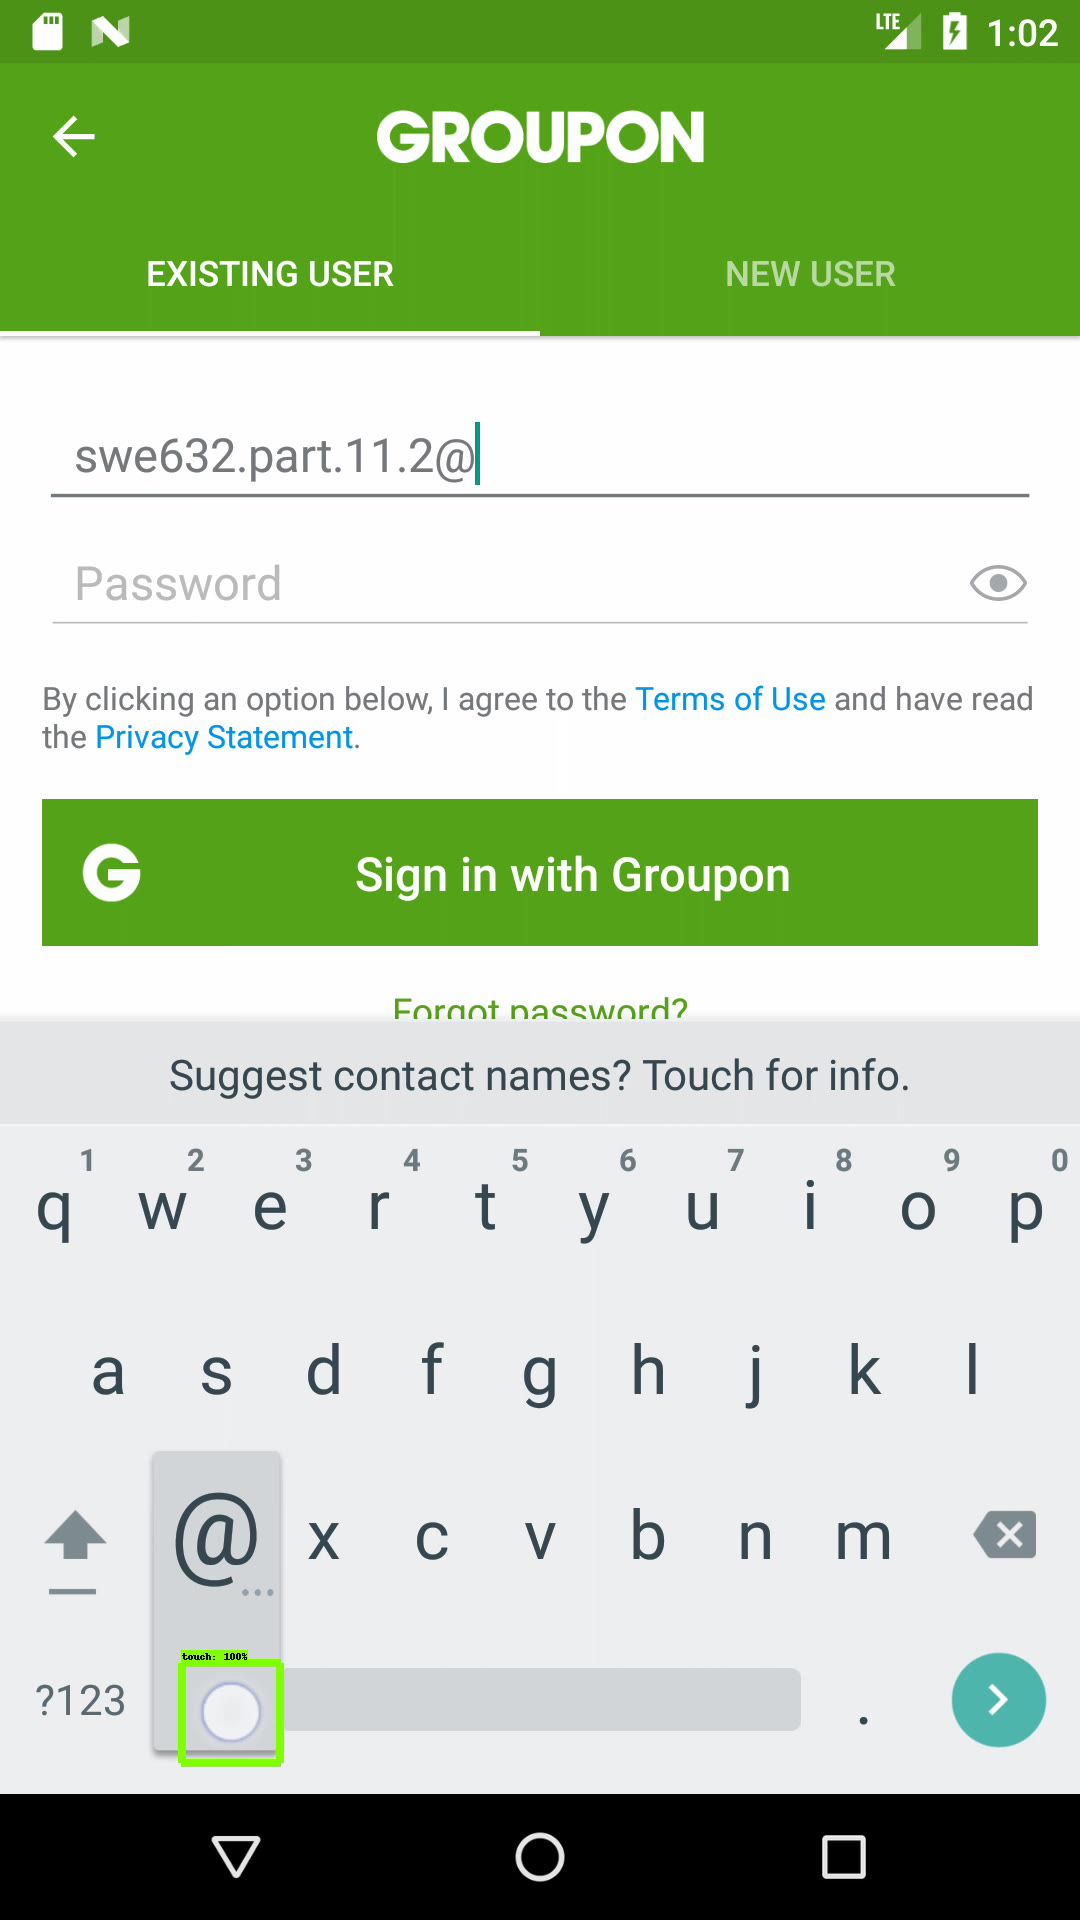 LTE 1:02
GROUPON
EXISTING USER NEW USER
swe632.part.11.2@
Password
By clicking an option below, I agree to the Terms of Use and have read
the Privacy Statement.
G Sign in with Groupon
Forgot password?
Suggest contact names? Touch for info.
1 2 3 4 5 6 7 8 9 0
q w e r t y u i o p
a s d f g h j k l
@ x c v b n m
touch: 100%
?123 .